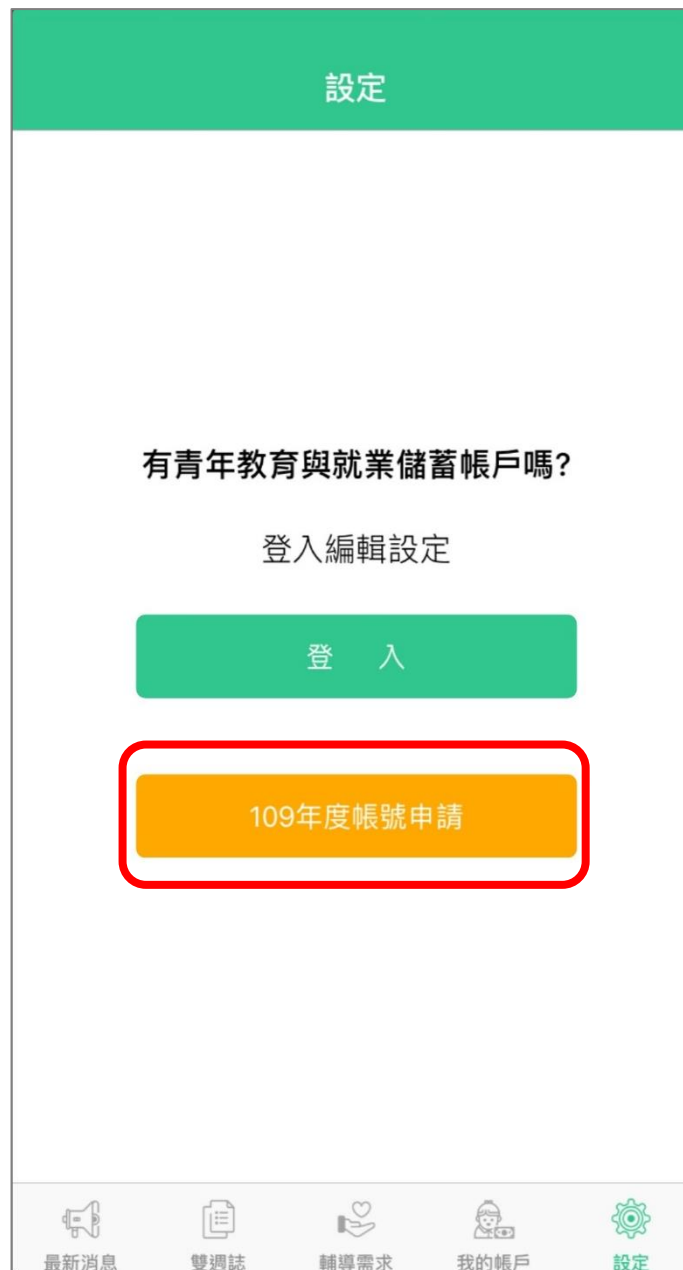 設定
有青年教育與就業儲蓄帳戶嗎?
登入編輯設定
登 入
109年度帳號申請
最新消息 雙週誌 輔導需求 我的帳戶 設定